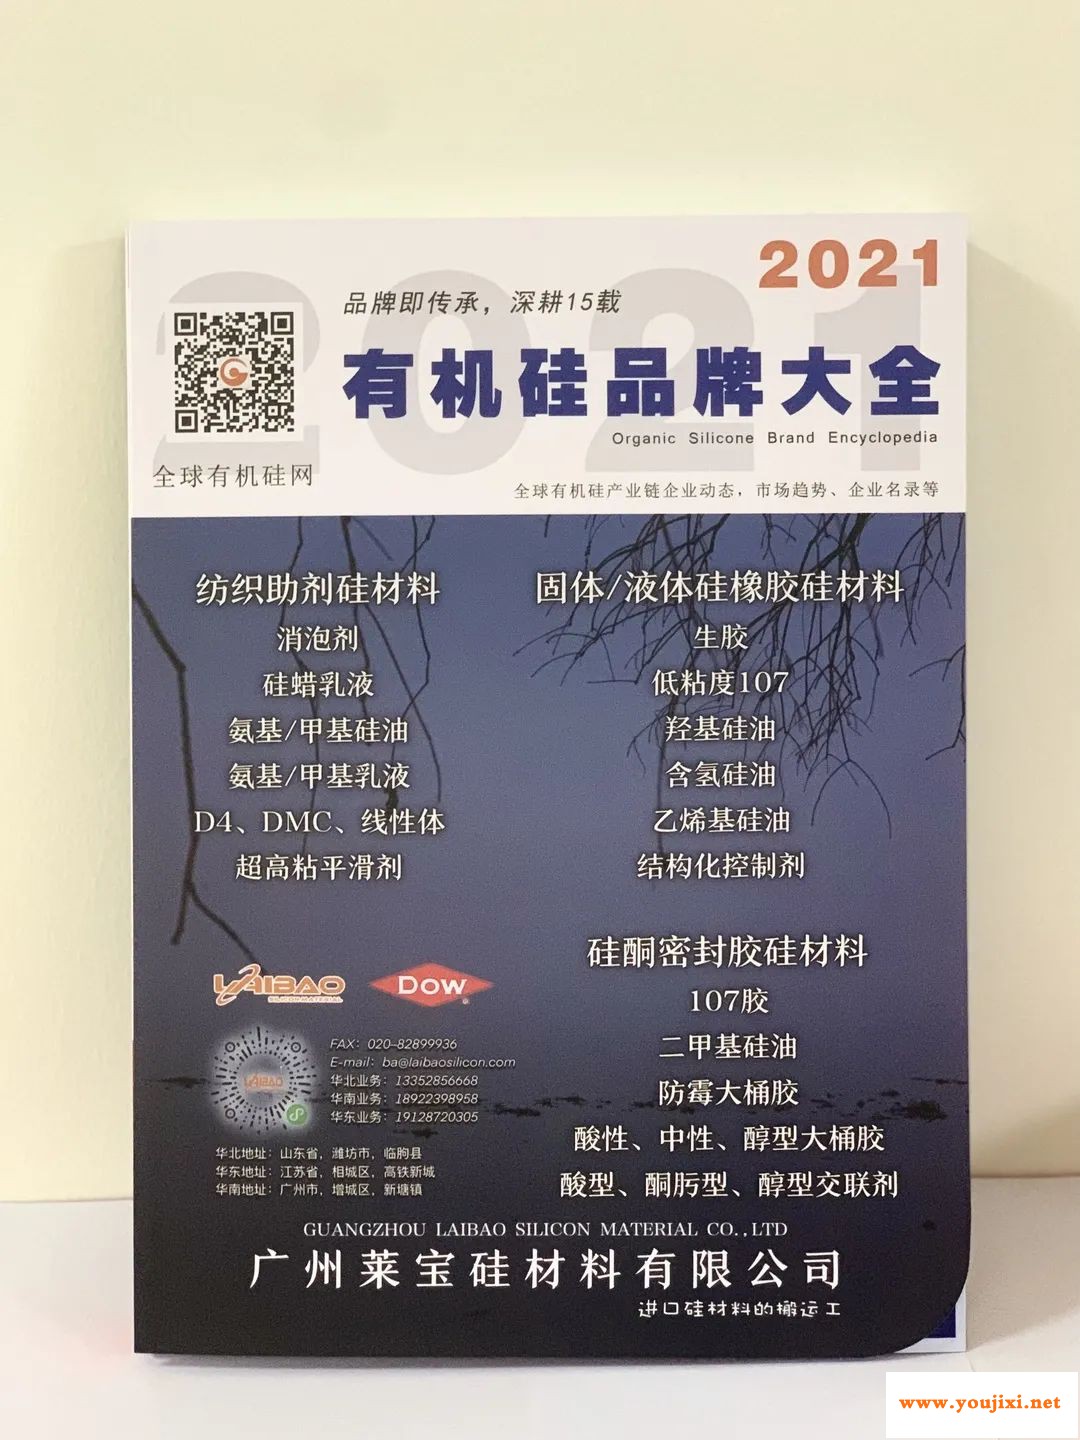 2021
品牌即传承，深耕15载
有机硅品牌大全
Organic Silicone Brand Encyclopedia
全球有机硅网
全球有机硅产业链企业动态，市场趋势、企业名录等
2021
纺织助剂硅材料
消泡剂
硅蜡乳液
氨基/甲基硅油
氨基/甲基乳液
D4、DMC、线性体
超高粘平滑剂
固体/液体硅橡胶硅材料
生胶
低粘度107
羟基硅油
含氢硅油
乙烯基硅油
结构化控制剂
硅酮密封胶硅材料
107胶
二甲基硅油
防霉大桶胶
酸性、中性、醇型大桶胶
酸型、酮肟型、醇型交联剂
LAIBAO
SILICON MATERIAL
DOW
LAIBAO
FAX：020-82899936
E-mail：ba@laibaosilicon.com
华北业务：13352856668
华南业务：18922398958
华东业务：19128720305
华北地址：山东省，潍坊市，临朐县
华东地址：江苏省，相城区，高铁新城
华南地址：广州市，增城区，新塘镇
GUANGZHOU LAIBAO SILICON MATERIAL CO.,LTD
广州莱宝硅材料有限公司
进口硅材料的搬运工
www.youjixi.net